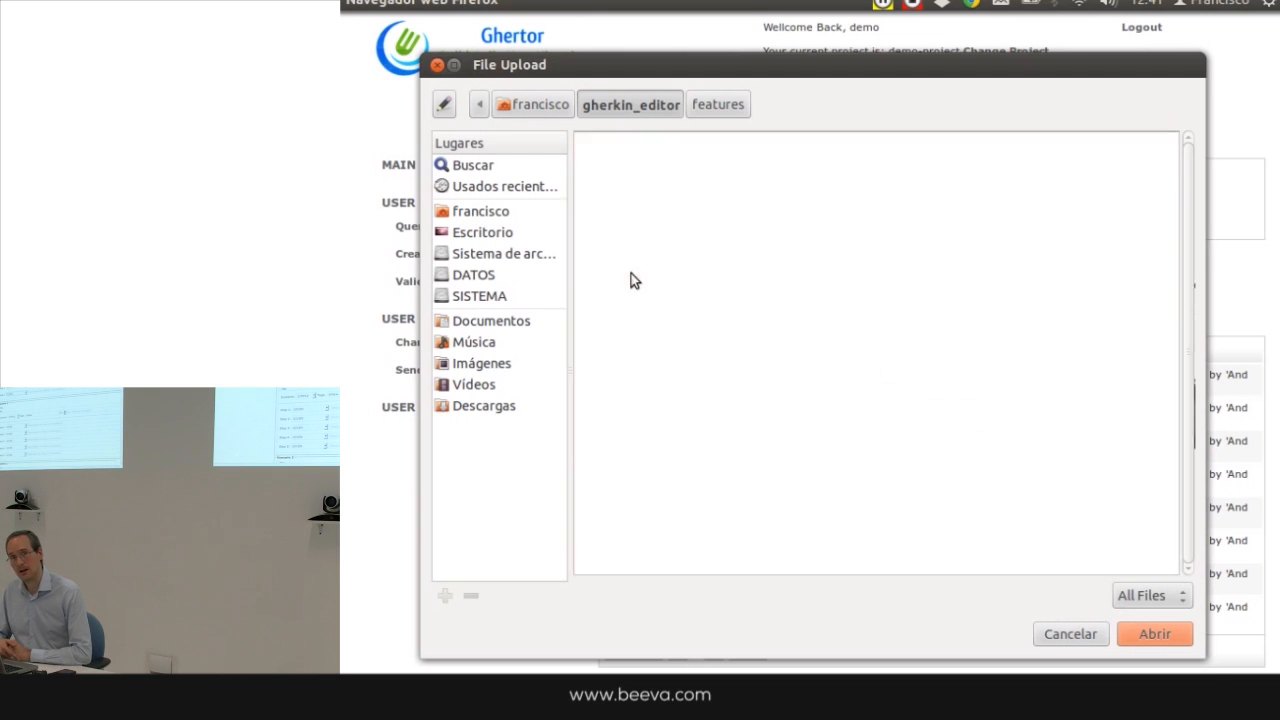 Navegador web Firefox
12:41 Francisco
Ghertor
Welcome Back, demo
Logout
Your current project is: demo-project Change Project
File Upload
francisco
gherkin_editor
features
Lugares
Buscar
Usados recient...
francisco
Escritorio
Sistema de arc...
DATOS
SISTEMA
Documentos
Música
Imágenes
Vídeos
Descargas
MAIN
USER
Que
Crea
Vali
USER
Cha
Sen
USER
by 'And
by 'And
by 'And
by 'And
by 'And
by 'And
by 'And
by 'And
All Files
Cancelar
Abrir
www.beeva.com